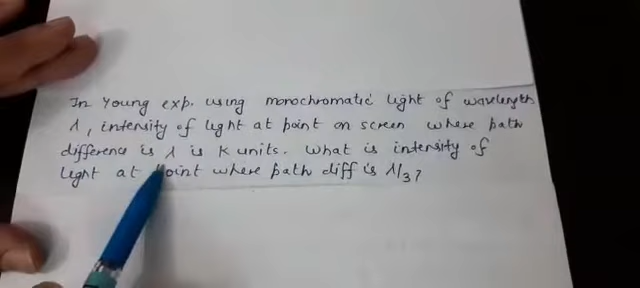 In Young exp. using monochromatic light of wavelength
λ, intensity of light at point on screen where path
difference is λ is K units. What is intensity of
light at point where path diff is λ/3?